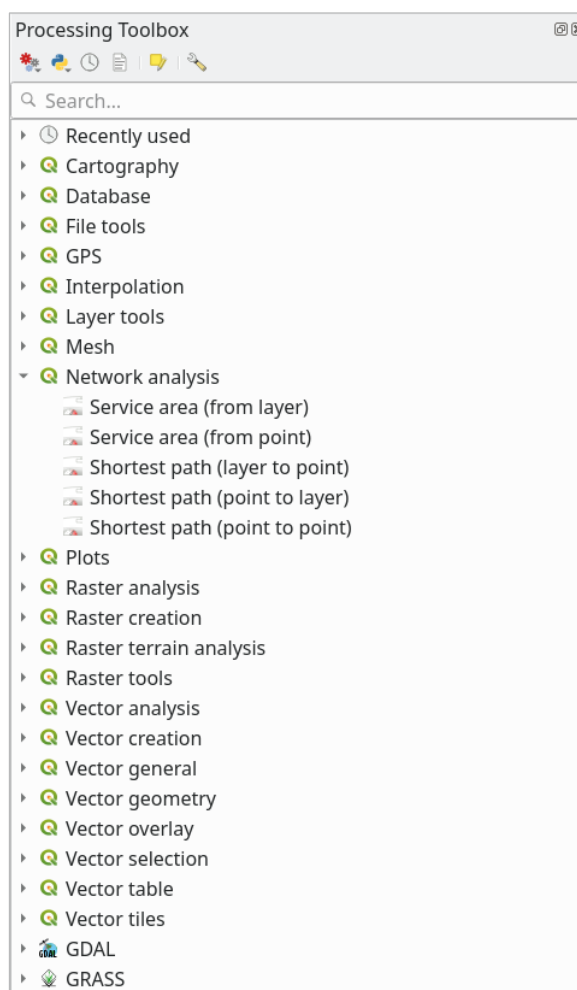 Processing Toolbox
Search...
Recently used
Cartography
Database
File tools
GPS
Interpolation
Layer tools
Mesh
Network analysis
Service area (from layer)
Service area (from point)
Shortest path (layer to point)
Shortest path (point to layer)
Shortest path (point to point)
Plots
Raster analysis
Raster creation
Raster terrain analysis
Raster tools
Vector analysis
Vector creation
Vector general
Vector geometry
Vector overlay
Vector selection
Vector table
Vector tiles
GDAL
GRASS